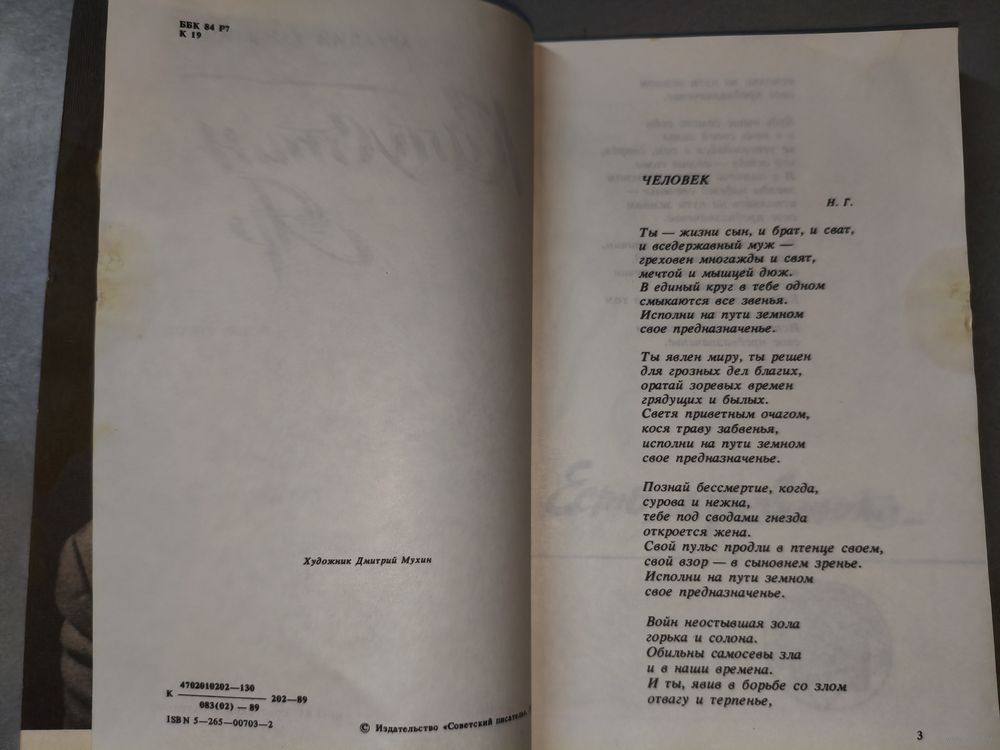 ББК 84 Р7
К 19
Художник Дмитрий Мухин
К 4702010202—130 202—89
083(02) — 89
ISBN 5—265—00703—2
© Издательство «Советский писатель»,
ЧЕЛОВЕК
Н. Г.
Ты — жизни сын, и брат, и сват,
и вседержавный муж —
греховен многажды и свят,
мечтой и мышцей дюж.
В единый круг в тебе одном
смыкаются все звенья.
Исполни на пути земном
свое предназначенье.
Ты явлен миру, ты решен
для грозных дел благих,
оратай зоревых времен
грядущих и былых.
Светя приветным очагом,
кося траву забвенья,
исполни на пути земном
свое предназначенье.
Познай бессмертие, когда,
сурова и нежна,
тебе под сводами гнезда
откроется жена.
Свой пульс продли в птенце своем,
свой взор — в сыновнем зренье.
Исполни на пути земном
свое предназначенье.
Войн неостывшая зола
горька и солона.
Обильны самосевы зла
и в наши времена.
И ты, явив в борьбе со злом
отвагу и терпенье,
3